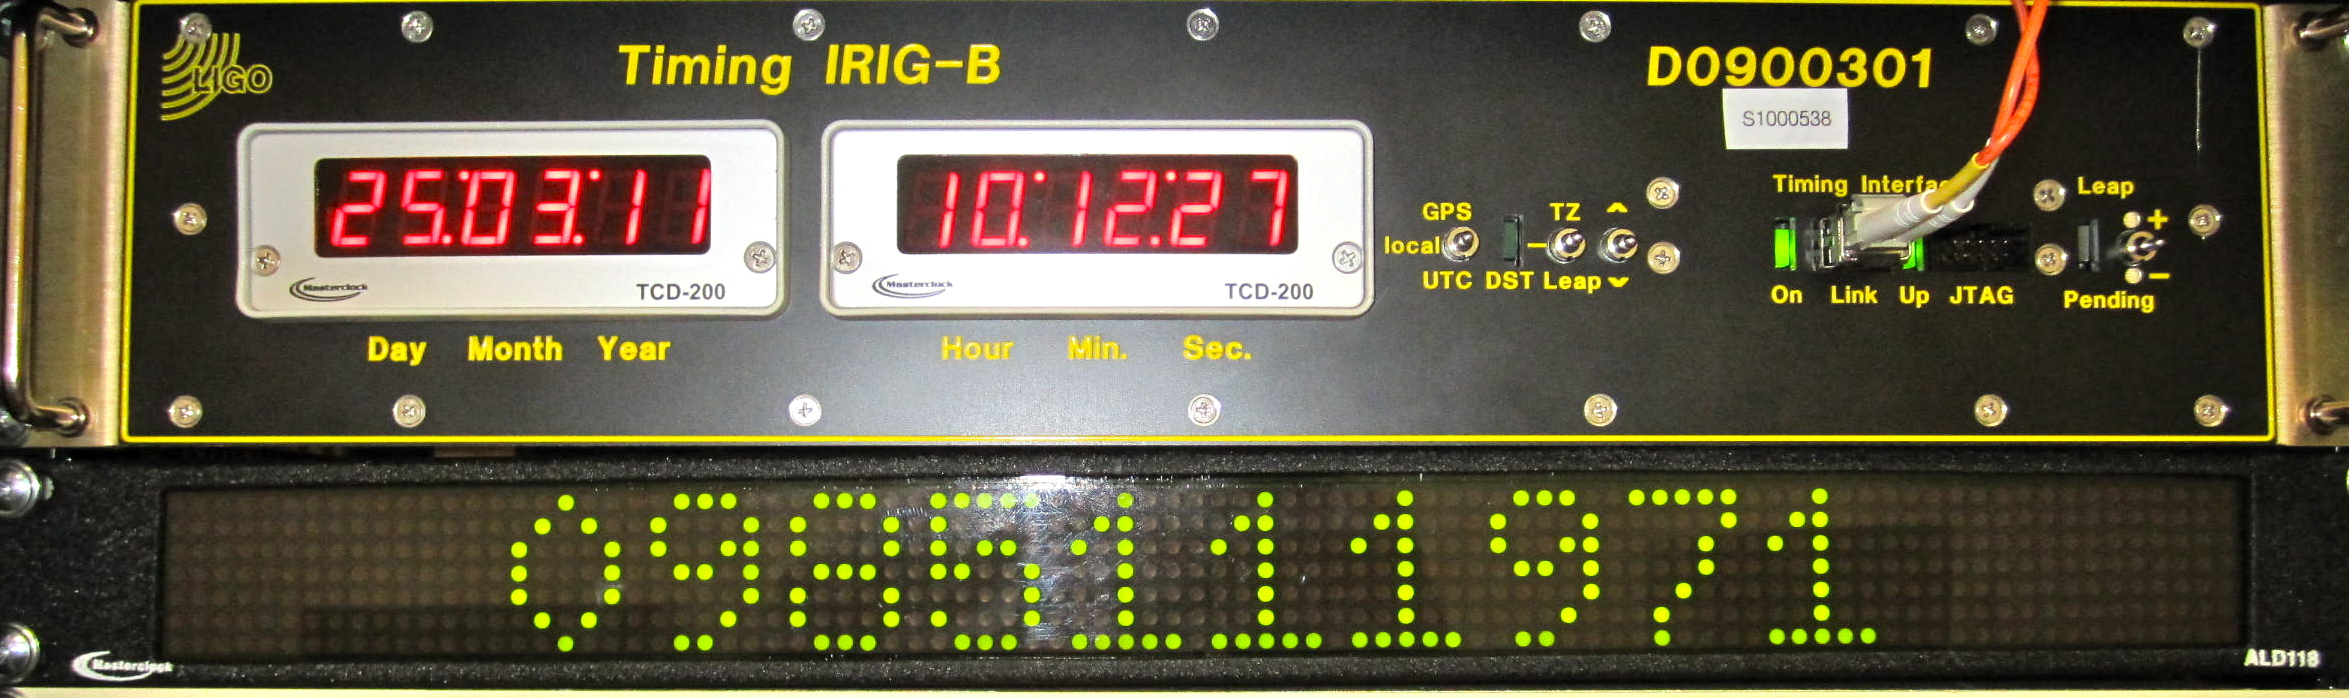 LIGO
Timing IRIG-B
D0900301
S1000538
25.03.11
10.12.27
Masterclock
TCD-200
Masterclock
TCD-200
Day Month Year
Hour Min. Sec.
GPS
local
UTC
DST
TZ
Leap
Timing Interfac
On Link Up JTAG
Leap
+
−
Pending
0985111971
Masterclock
ALD118